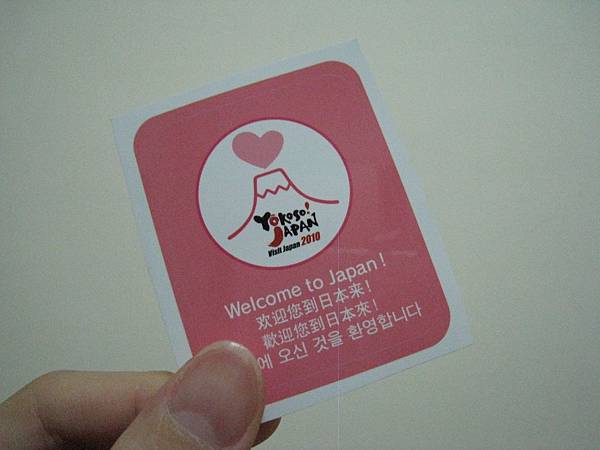 Yōkoso!
JAPAN
Visit Japan 2010
Welcome to Japan!
欢迎您到日本来!
歡迎您到日本來!
에 오신 것을 환영합니다